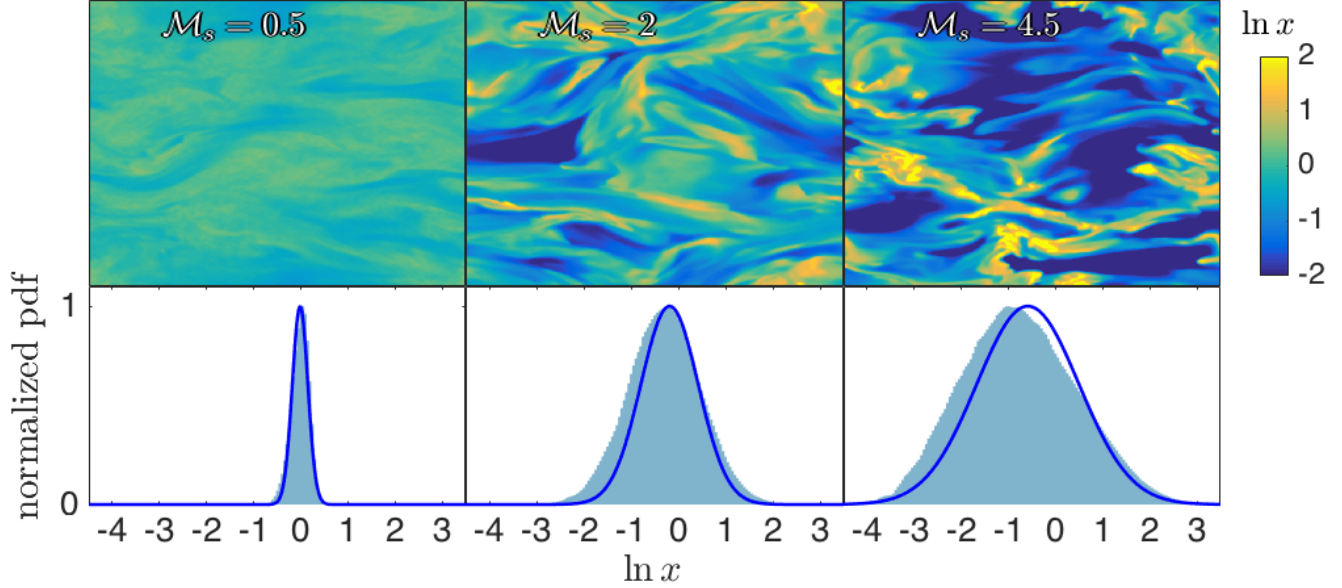 ℳₛ = 0.5
ℳₛ = 2
ℳₛ = 4.5
ln x
2
1
0
-1
-2
normalized pdf
1
0
-4 -3 -2 -1 0 1 2 3
-4 -3 -2 -1 0 1 2 3
-4 -3 -2 -1 0 1 2 3
ln x